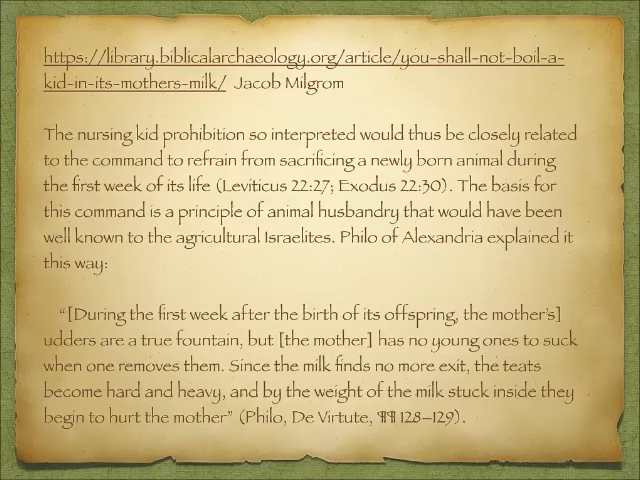 https://library.biblicalarchaeology.org/article/you-shall-not-boil-a-
kid-in-its-mothers-milk/ Jacob Milgrom
The nursing kid prohibition so interpreted would thus be closely related
to the command to refrain from sacrificing a newly born animal during
the first week of its life (Leviticus 22:27; Exodus 22:30). The basis for
this command is a principle of animal husbandry that would have been
well known to the agricultural Israelites. Philo of Alexandria explained it
this way:
“[During the first week after the birth of its offspring, the mother’s]
udders are a true fountain, but [the mother] has no young ones to suck
when one removes them. Since the milk finds no more exit, the teats
become hard and heavy, and by the weight of the milk stuck inside they
begin to hurt the mother” (Philo, De Virtute, ¶¶ 128–129).